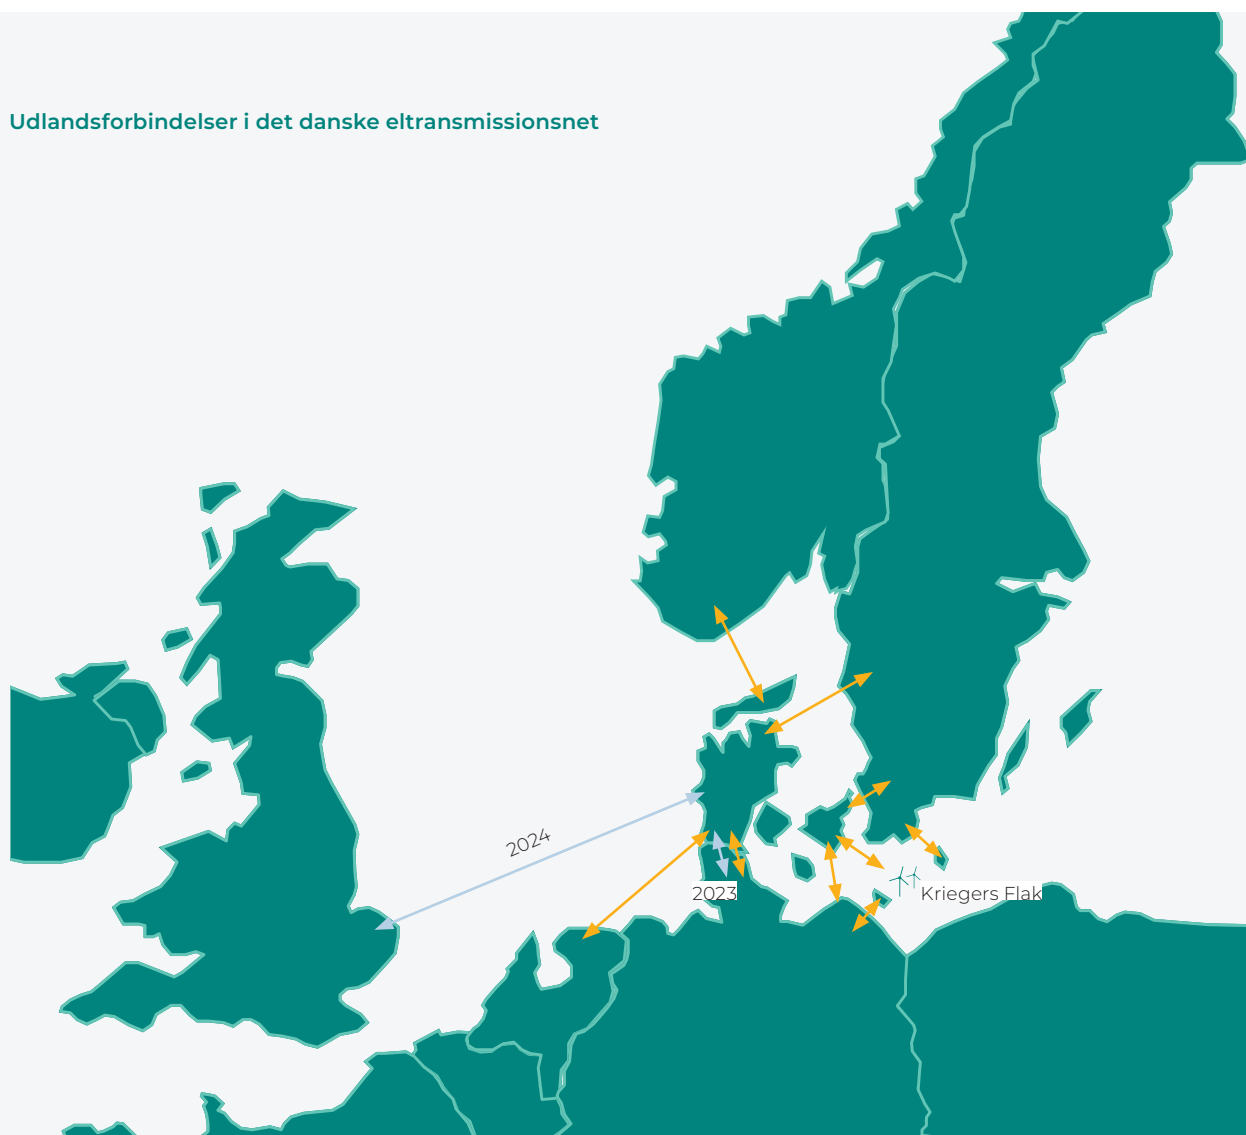 Udlandsforbindelser i det danske eltransmissionsnet
2024
2023
Kriegers Flak